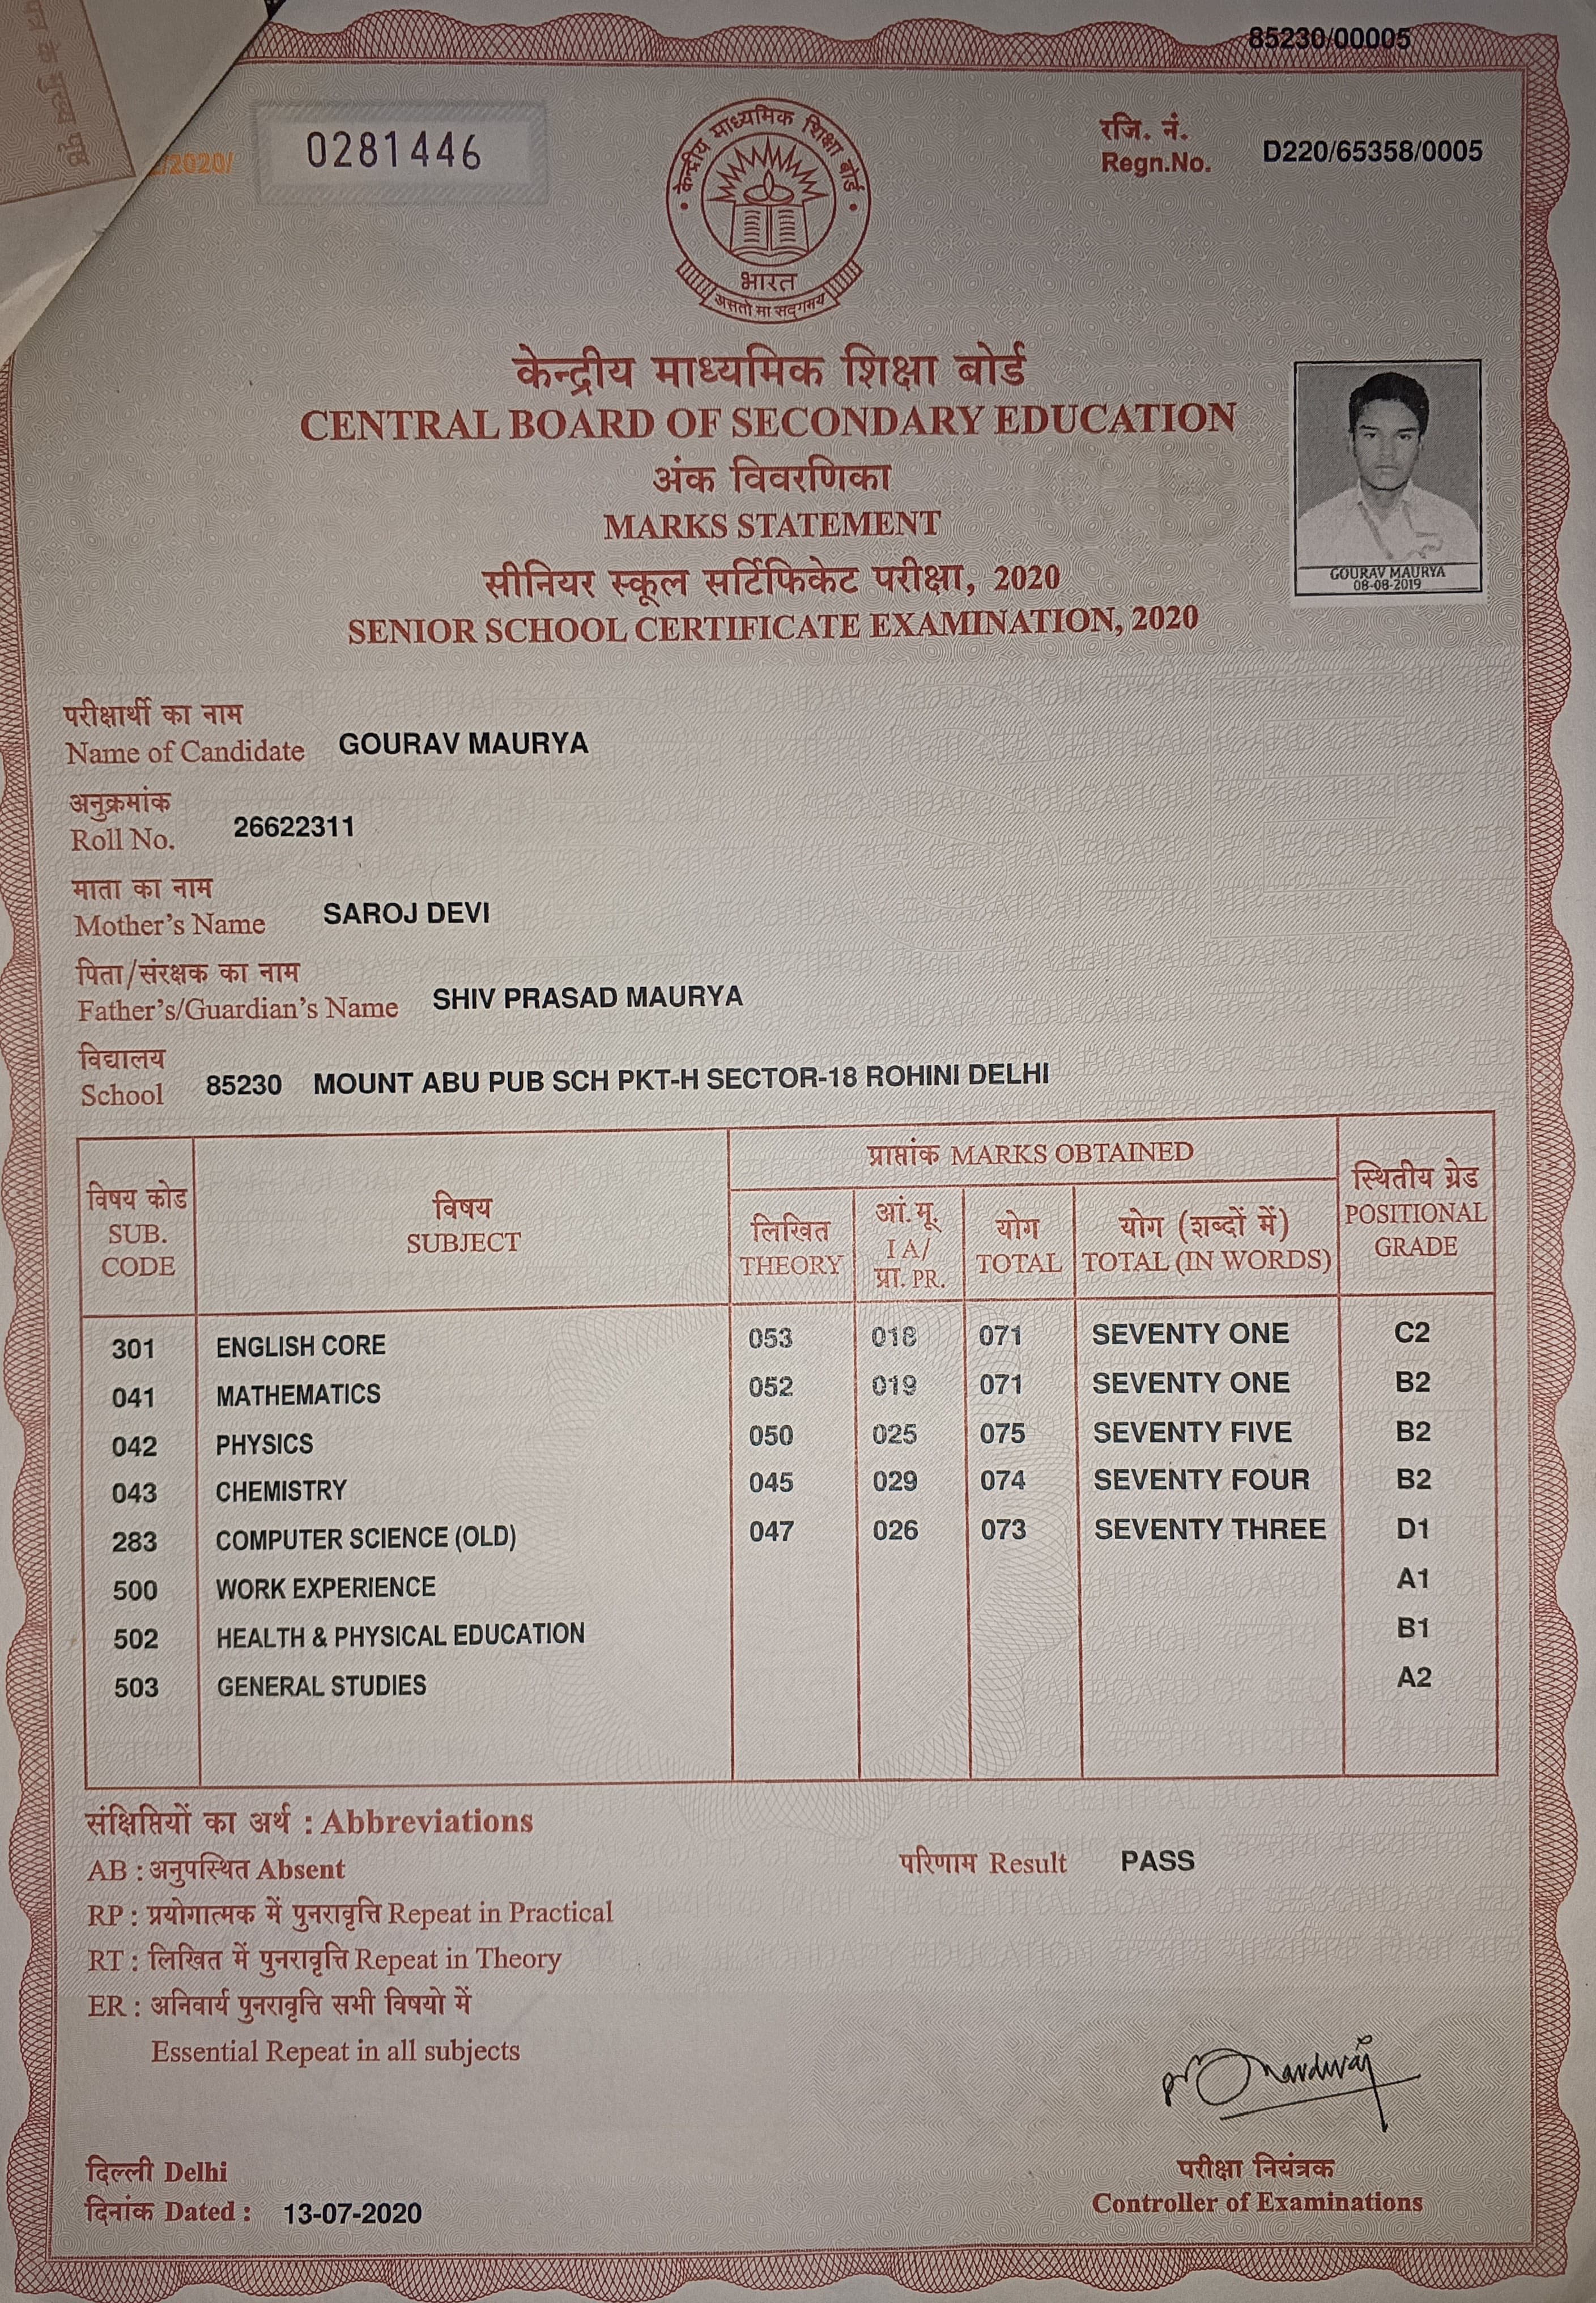 पत्र के मुख्य पृष्ठ
85230/00005
/2020/ 0281446
केन्द्रीय माध्यमिक शिक्षा बोर्ड
भारत
असतो मा सद्गमय
रजि. नं.
Regn.No. D220/65358/0005
केन्द्रीय माध्यमिक शिक्षा बोर्ड
CENTRAL BOARD OF SECONDARY EDUCATION
अंक विवरणिका
MARKS STATEMENT
सीनियर स्कूल सर्टिफिकेट परीक्षा, 2020
SENIOR SCHOOL CERTIFICATE EXAMINATION, 2020
GOURAV MAURYA
08-08-2019
परीक्षार्थी का नाम
Name of Candidate GOURAV MAURYA
अनुक्रमांक
Roll No. 26622311
माता का नाम
Mother's Name SAROJ DEVI
पिता/संरक्षक का नाम
Father's/Guardian's Name SHIV PRASAD MAURYA
विद्यालय
School 85230 MOUNT ABU PUB SCH PKT-H SECTOR-18 ROHINI DELHI
विषय कोड
SUB.
CODE
विषय
SUBJECT
प्राप्तांक MARKS OBTAINED
लिखित
THEORY
आं.मू.
I A/
प्रा. PR.
योग
TOTAL
योग (शब्दों में)
TOTAL (IN WORDS)
स्थितीय ग्रेड
POSITIONAL
GRADE
301 ENGLISH CORE 053 018 071 SEVENTY ONE C2
041 MATHEMATICS 052 019 071 SEVENTY ONE B2
042 PHYSICS 050 025 075 SEVENTY FIVE B2
043 CHEMISTRY 045 029 074 SEVENTY FOUR B2
283 COMPUTER SCIENCE (OLD) 047 026 073 SEVENTY THREE D1
500 WORK EXPERIENCE A1
502 HEALTH & PHYSICAL EDUCATION B1
503 GENERAL STUDIES A2
संक्षिप्तियों का अर्थ : Abbreviations
AB : अनुपस्थित Absent
परिणाम Result PASS
RP : प्रयोगात्मक में पुनरावृत्ति Repeat in Practical
RT : लिखित में पुनरावृत्ति Repeat in Theory
ER : अनिवार्य पुनरावृत्ति सभी विषयो में
Essential Repeat in all subjects
दिल्ली Delhi
दिनांक Dated : 13-07-2020
परीक्षा नियंत्रक
Controller of Examinations